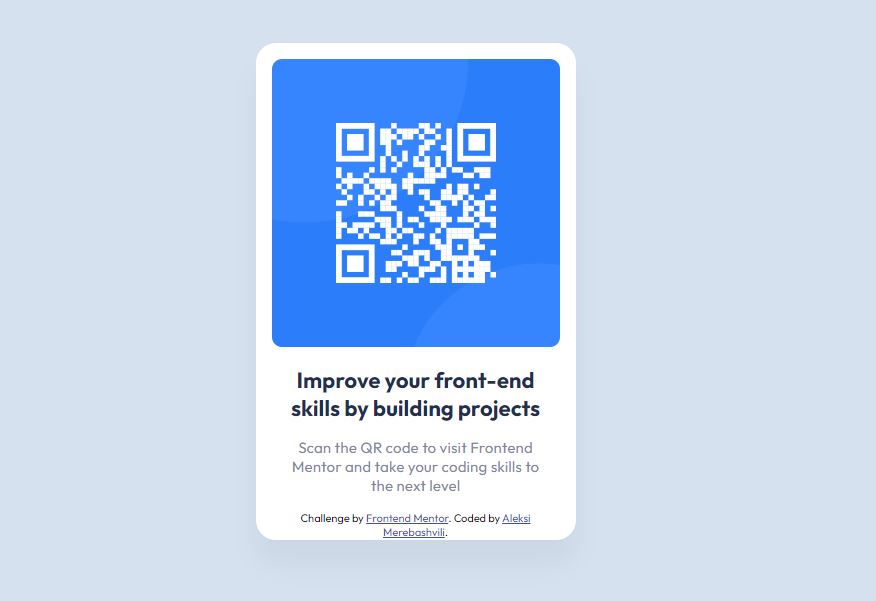 Improve your front-end
skills by building projects
Scan the QR code to visit Frontend
Mentor and take your coding skills to
the next level
Challenge by Frontend Mentor. Coded by Aleksi
Merebashvili.